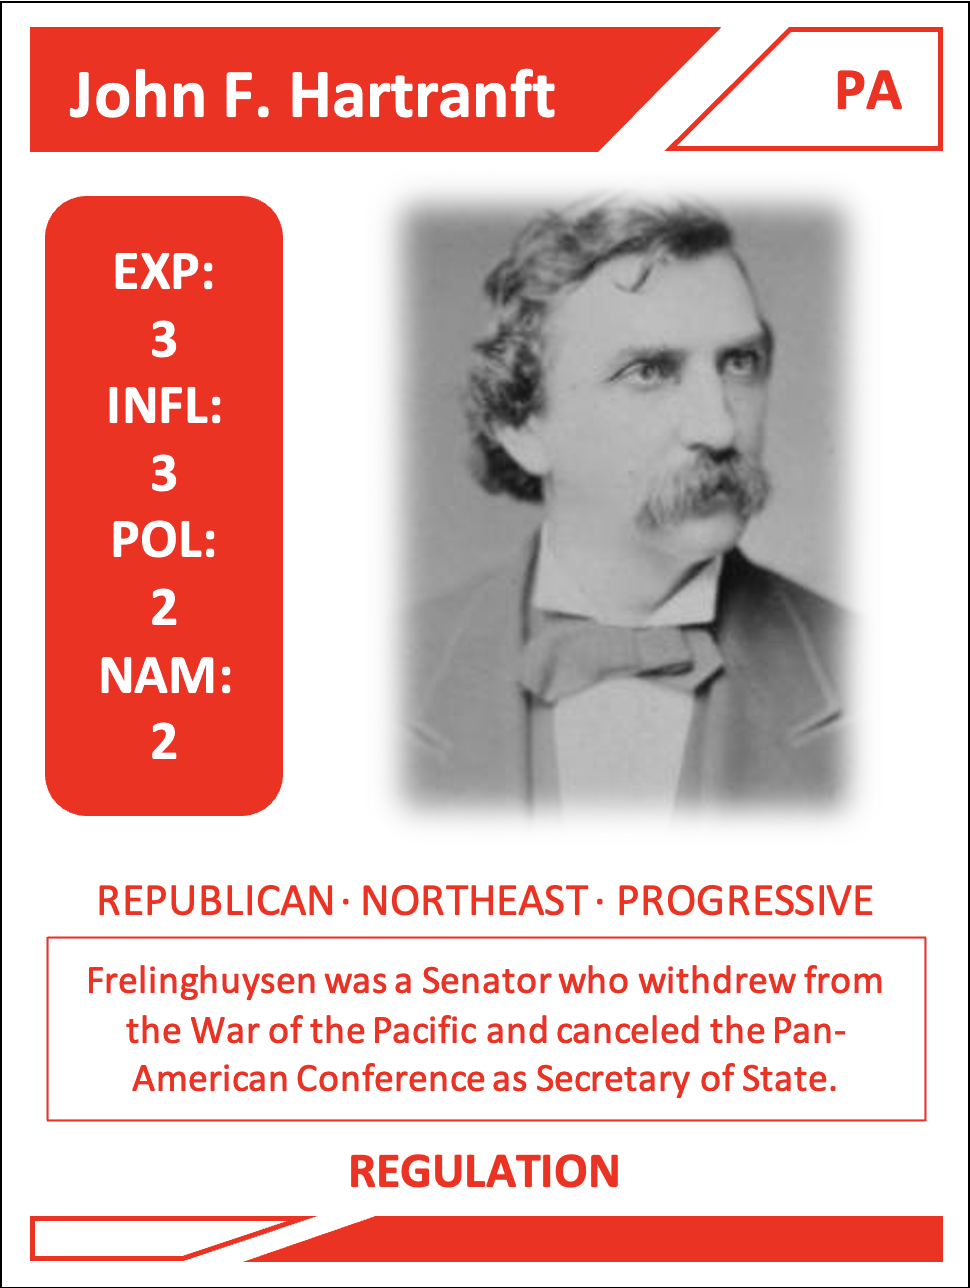 John F. Hartranft
PA
EXP:
3
INFL:
3
POL:
2
NAM:
2
REPUBLICAN · NORTHEAST · PROGRESSIVE
Frelinghuysen was a Senator who withdrew from
the War of the Pacific and canceled the Pan-
American Conference as Secretary of State.
REGULATION